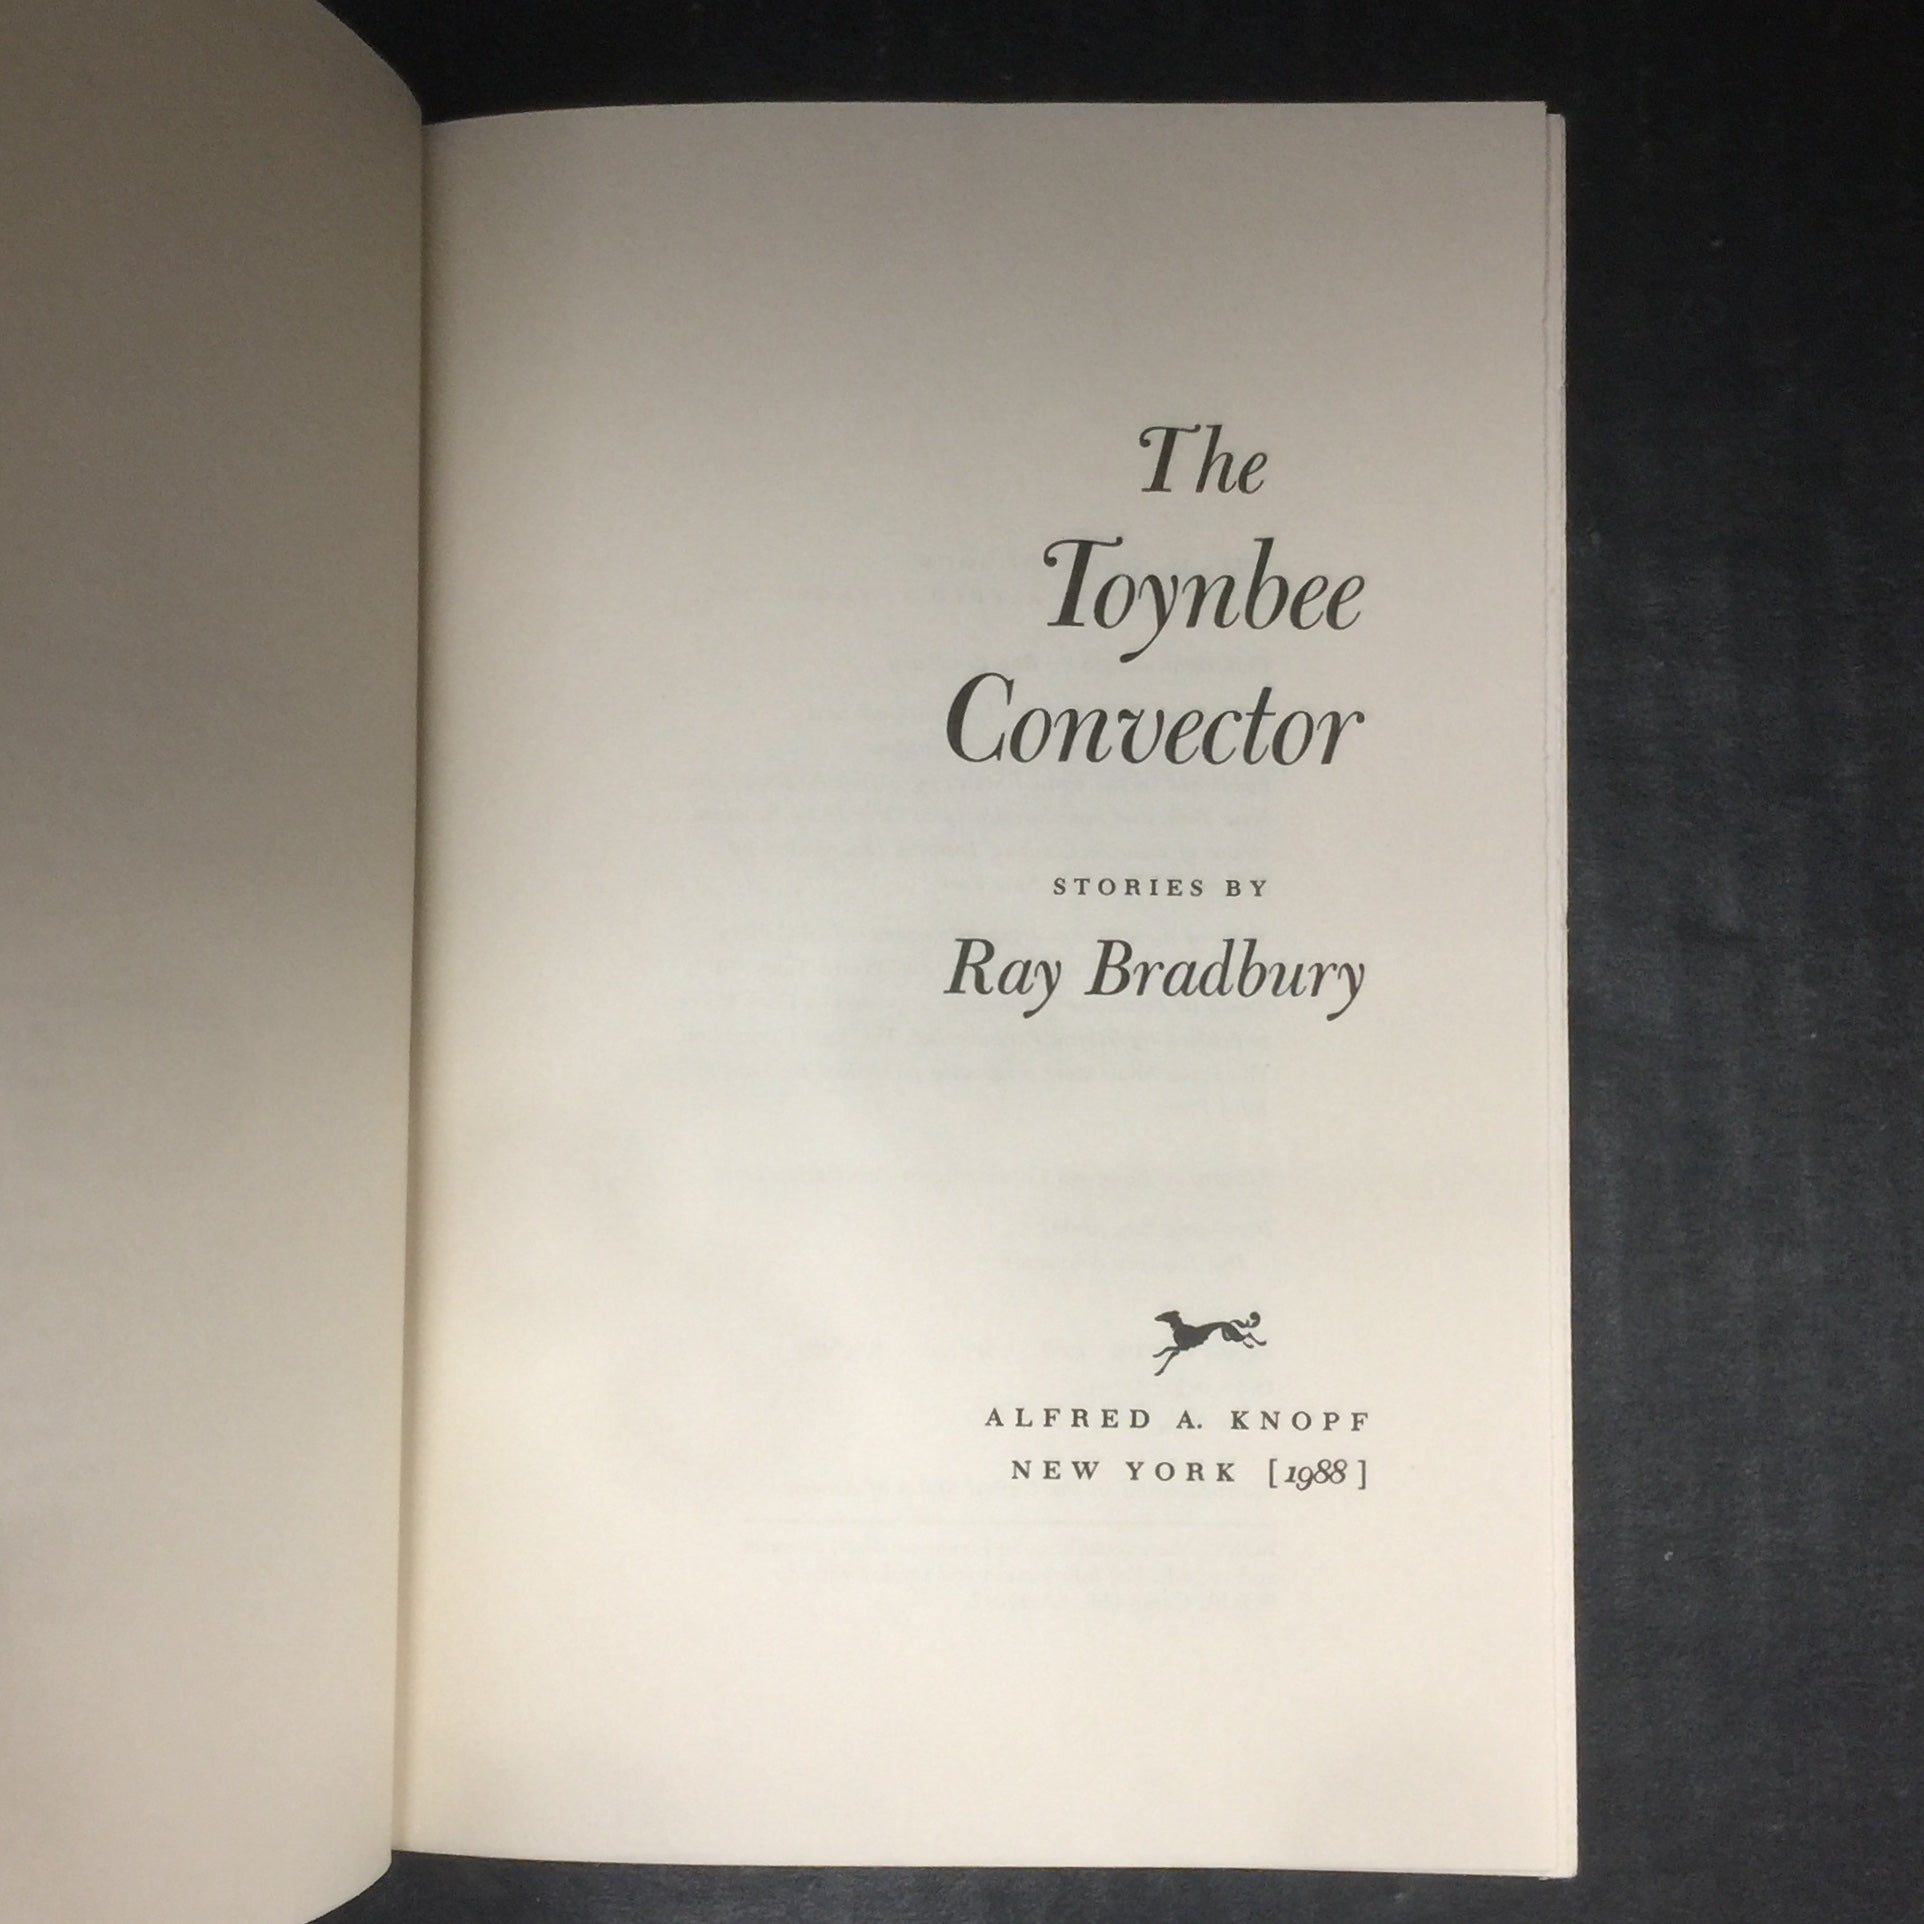 The
Toynbee
Convector
STORIES BY
Ray Bradbury
ALFRED A. KNOPF
NEW YORK [1988]